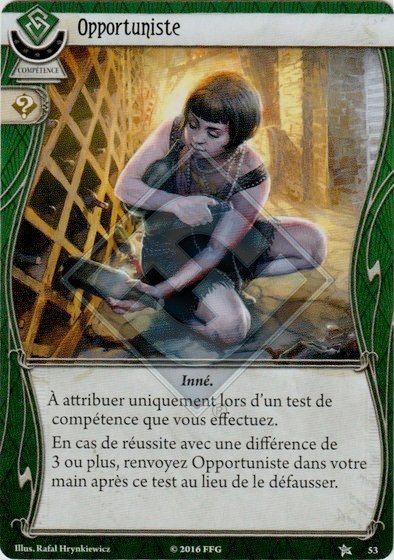 Opportuniste
COMPÉTENCE
?
Inné.
À attribuer uniquement lors d'un test de
compétence que vous effectuez.
En cas de réussite avec une différence de
3 ou plus, renvoyez Opportuniste dans votre
main après ce test au lieu de le défausser.
Illus. Rafal Hrynkiewicz © 2016 FFG 53